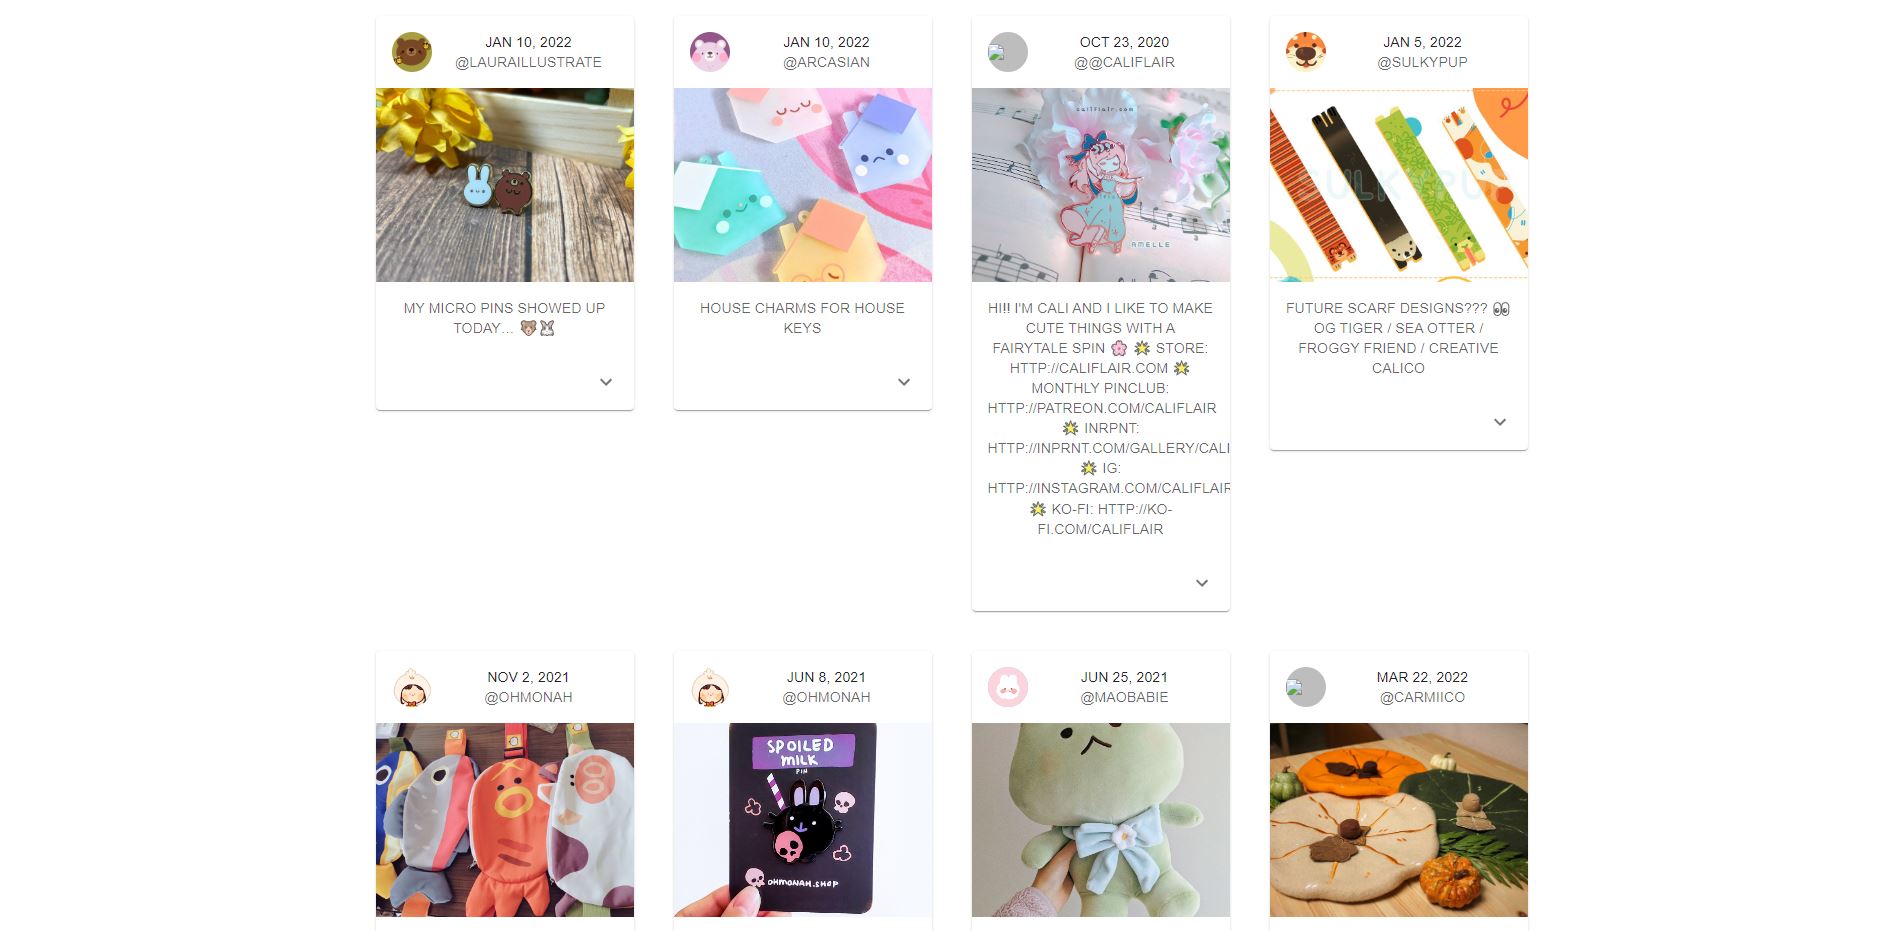 JAN 10, 2022
@LAURAILLUSTRATE
MY MICRO PINS SHOWED UP
TODAY... 🐻🐰
JAN 10, 2022
@ARCASIAN
HOUSE CHARMS FOR HOUSE
KEYS
OCT 23, 2020
@@CALIFLAIR
califlair.com
AMELLE
HI!! I'M CALI AND I LIKE TO MAKE
CUTE THINGS WITH A
FAIRYTALE SPIN 🌸 🌟 STORE:
HTTP://CALIFLAIR.COM 🌟
MONTHLY PINCLUB:
HTTP://PATREON.COM/CALIFLAIR
🌟 INRPNT:
HTTP://INPRNT.COM/GALLERY/CALI
🌟 IG:
HTTP://INSTAGRAM.COM/CALIFLAIR
🌟 KO-FI: HTTP://KO-
FI.COM/CALIFLAIR
JAN 5, 2022
@SULKYPUP
SULKYPUP
FUTURE SCARF DESIGNS??? 👀
OG TIGER / SEA OTTER /
FROGGY FRIEND / CREATIVE
CALICO
NOV 2, 2021
@OHMONAH
JUN 8, 2021
@OHMONAH
SPOILED
MILK
PIN
OHMONAH.SHOP
JUN 25, 2021
@MAOBABIE
MAR 22, 2022
@CARMIICO